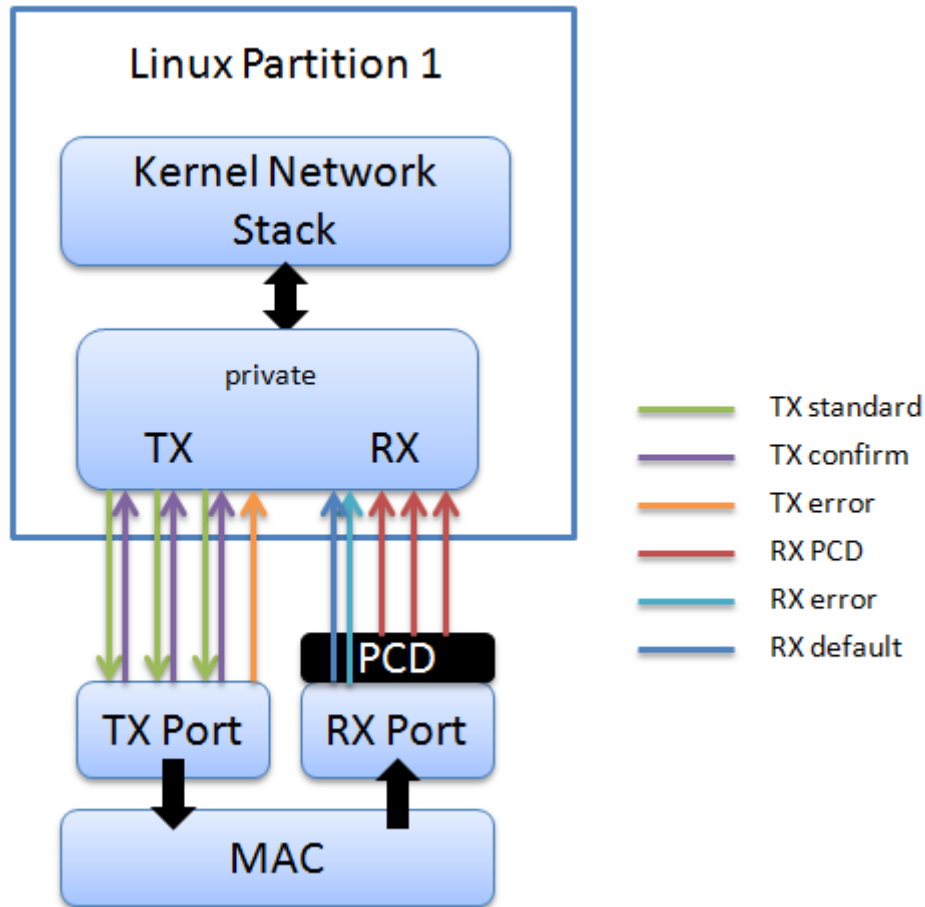 Linux Partition 1
Kernel Network
Stack
private
TX
RX
PCD
TX Port
RX Port
MAC
TX standard
TX confirm
TX error
RX PCD
RX error
RX default